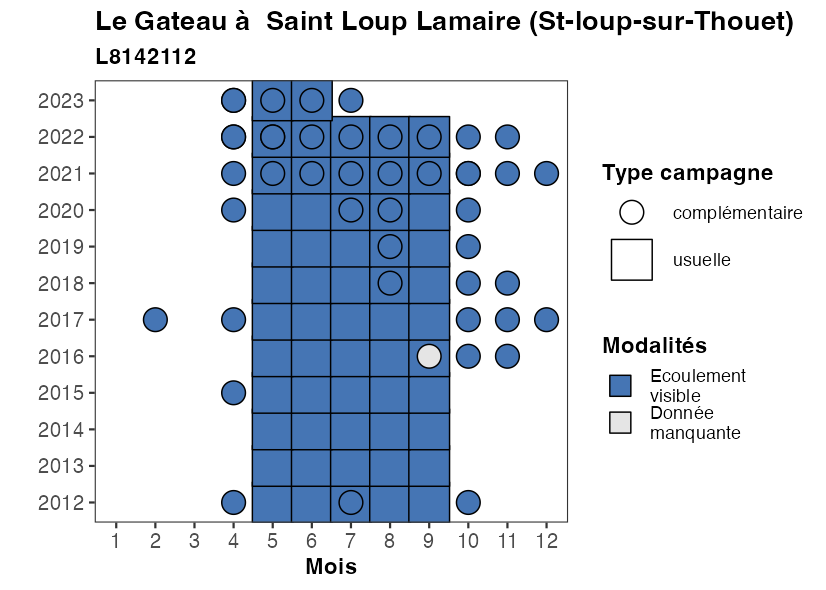 Le Gateau à  Saint Loup Lamaire (St-loup-sur-Thouet)
L8142112
2023
2022
2021
2020
2019
2018
2017
2016
2015
2014
2013
2012
1 2 3 4 5 6 7 8 9 10 11 12
Mois
Type campagne
complémentaire
usuelle
Modalités
Ecoulement
visible
Donnée
manquante